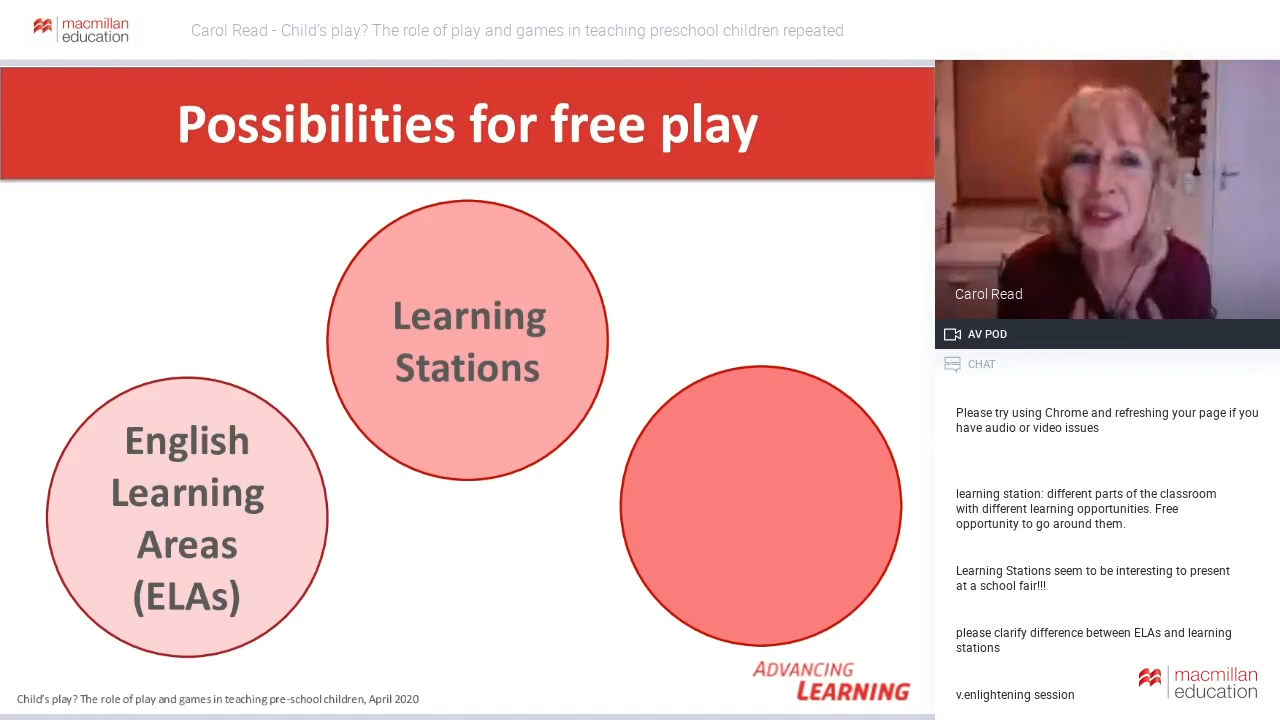 macmillan
education
Carol Read - Child's play? The role of play and games in teaching preschool children repeated
Possibilities for free play
Learning
Stations
English
Learning
Areas
(ELAs)
ADVANCING
LEARNING
Child's play? The role of play and games in teaching pre-school children, April 2020
Carol Read
AV POD
CHAT
Please try using Chrome and refreshing your page if you
have audio or video issues
learning station: different parts of the classroom
with different learning opportunities. Free
opportunity to go around them.
Learning Stations seem to be interesting to present
at a school fair!!!
please clarify difference between ELAs and learning
stations
v.enlightening session
macmillan
education